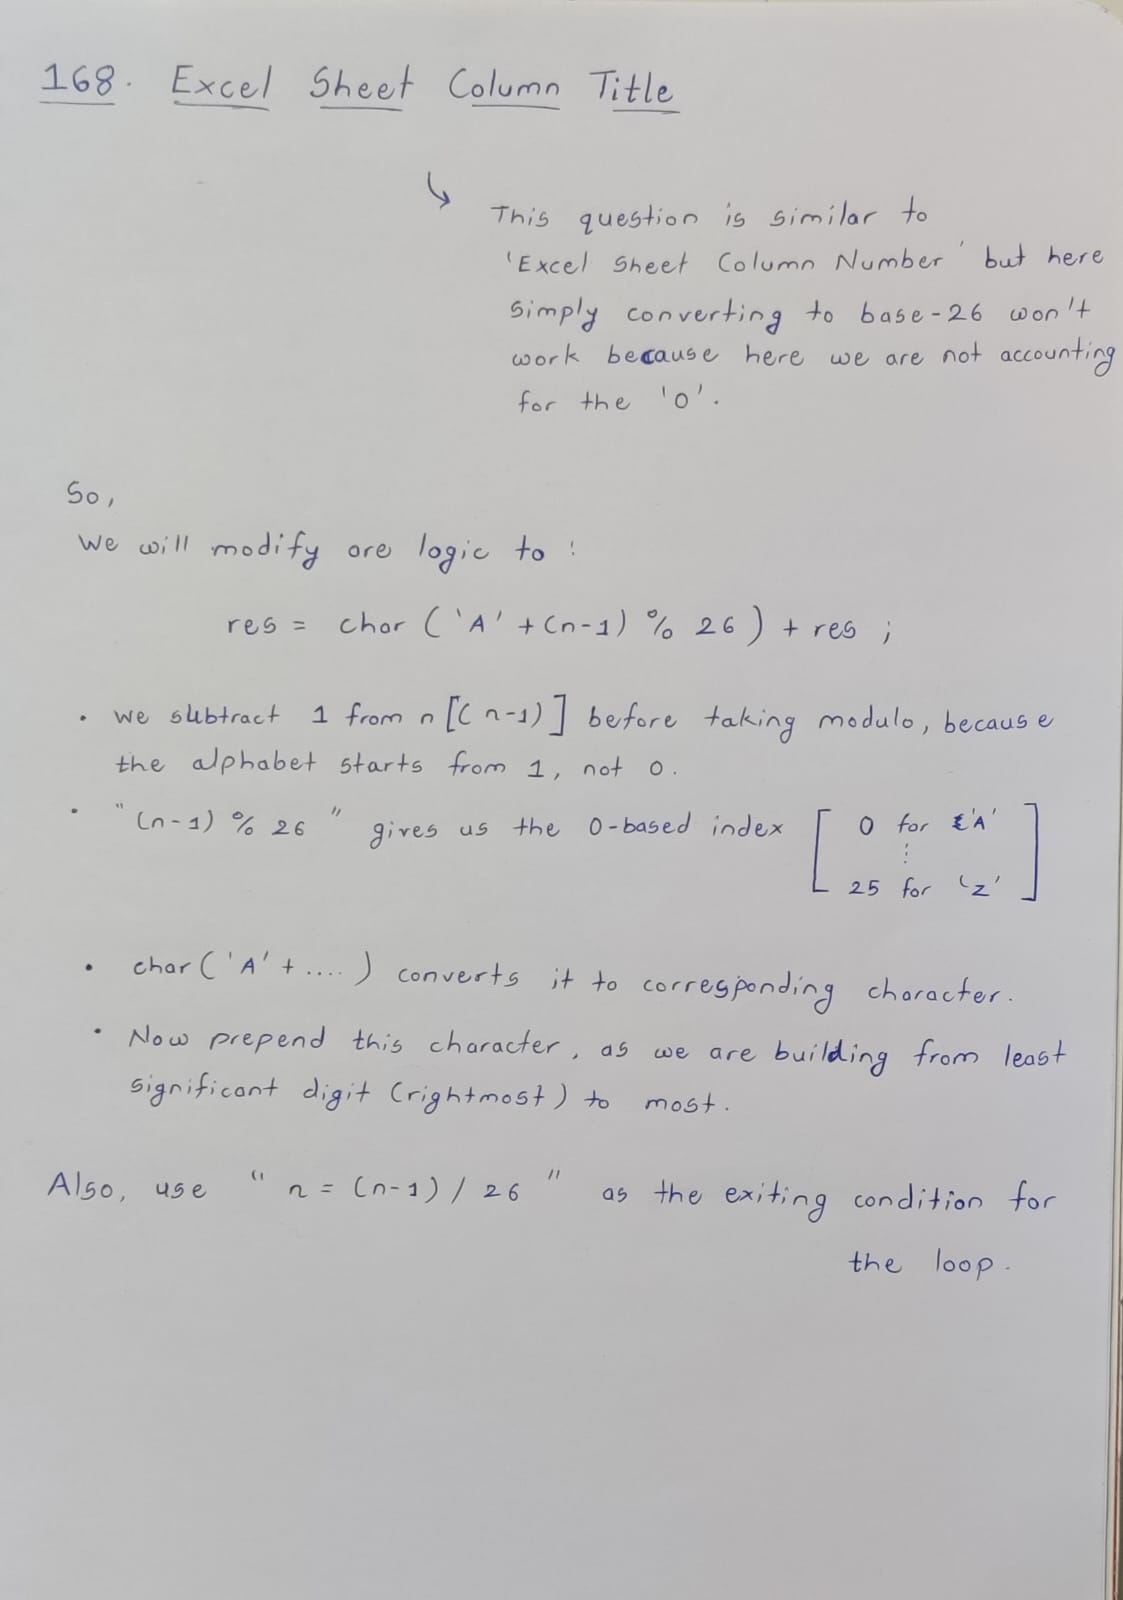 168. Excel Sheet Column Title
↳ This question is similar to
'Excel Sheet Column Number' but here
simply converting to base-26 won't
work because here we are not accounting
for the '0'.
So,
We will modify ore logic to :
res = char ('A' + (n-1) % 26) + res ;
• we subtract 1 from n [(n-1)] before taking modulo, because
the alphabet starts from 1, not 0.
• "(n-1) % 26" gives us the 0-based index [ 0 for 'A'
⋮
25 for 'Z' ]
• char ('A' + ....) converts it to corresponding character.
• Now prepend this character, as we are building from least
significant digit (rightmost) to most.
Also, use "n = (n-1) / 26" as the exiting condition for
the loop.